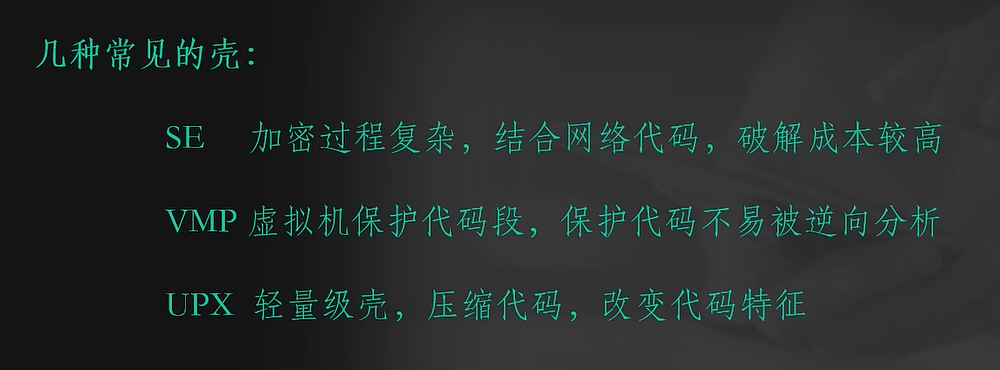 几种常见的壳：
SE 加密过程复杂，结合网络代码，破解成本较高
VMP 虚拟机保护代码段，保护代码不易被逆向分析
UPX 轻量级壳，压缩代码，改变代码特征